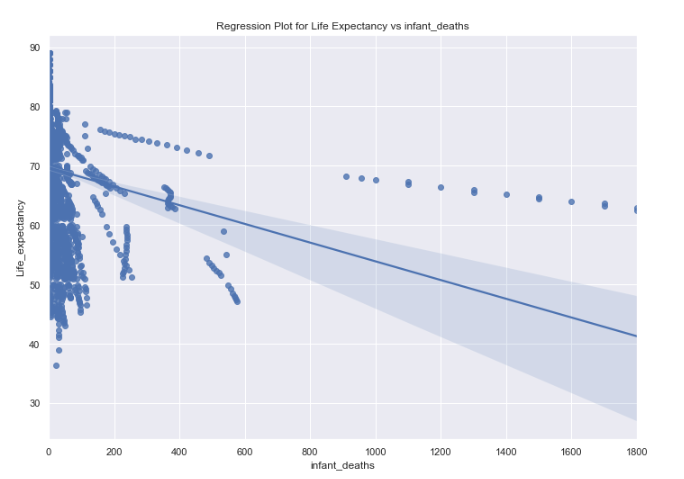 Regression Plot for Life Expectancy vs infant_deaths
90
80
70
60
50
40
30
Life_expectancy
0 200 400 600 800 1000 1200 1400 1600 1800
infant_deaths